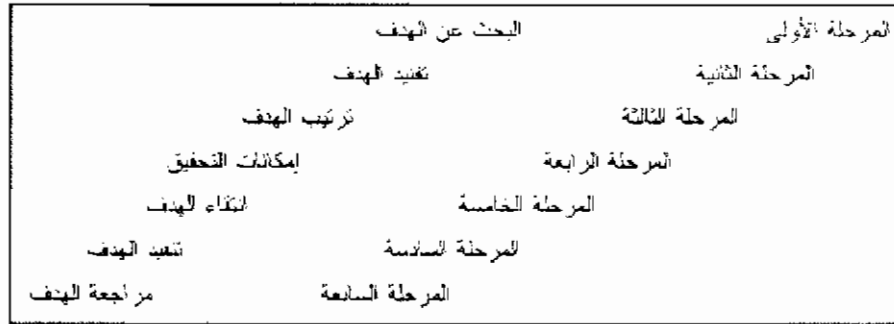 المرحلة الأولى البحث عن الهدف
المرحلة الثانية تفنيد الهدف
المرحلة الثالثة ترتيب الهدف
المرحلة الرابعة إمكانات التحقيق
المرحلة الخامسة انتقاء الهدف
المرحلة السادسة تنفيذ الهدف
المرحلة السابعة مراجعة الهدف